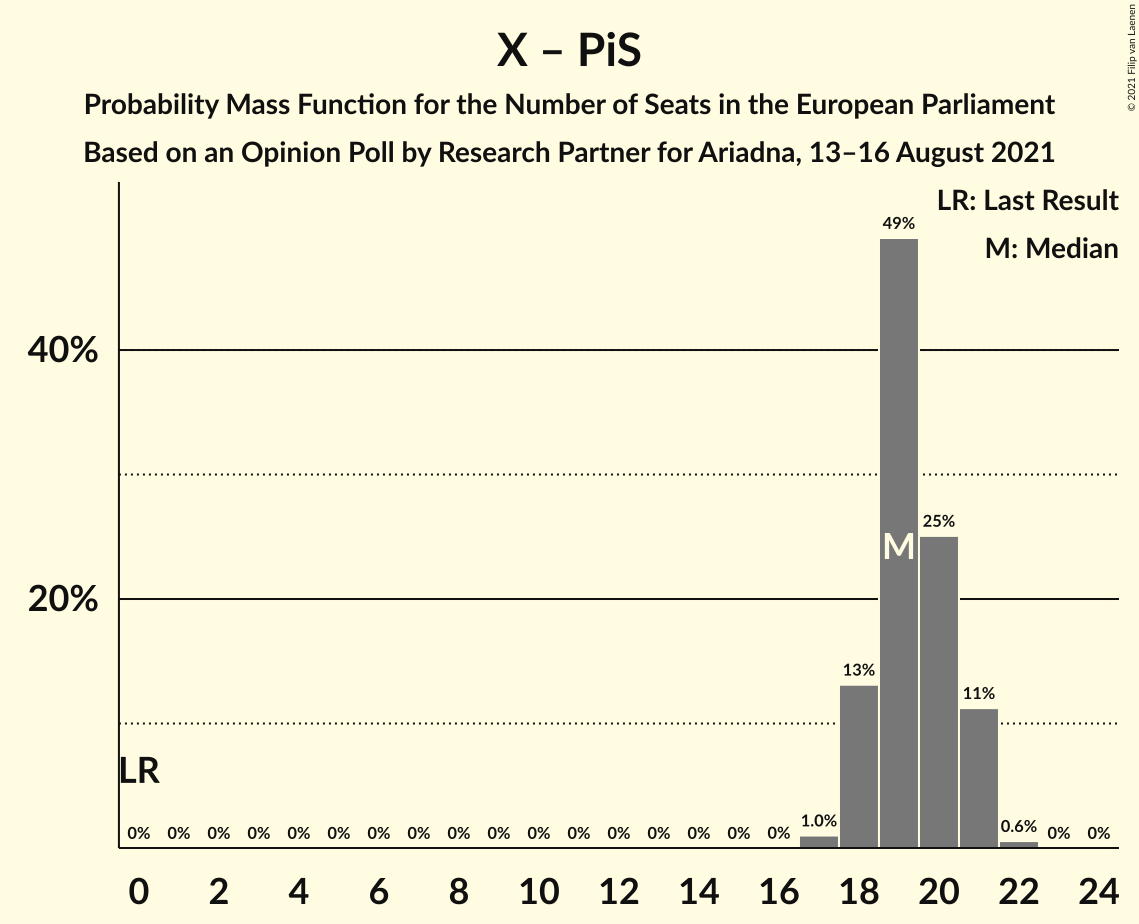 X – PiS
Probability Mass Function for the Number of Seats in the European Parliament
Based on an Opinion Poll by Research Partner for Ariadna, 13–16 August 2021
© 2021 Filip van Laenen
LR: Last Result
M: Median
40%
20%
LR
M
0% 0% 0% 0% 0% 0% 0% 0% 0% 0% 0% 0% 0% 0% 0% 0% 0% 1.0% 13% 49% 25% 11% 0.6% 0% 0%
0 2 4 6 8 10 12 14 16 18 20 22 24